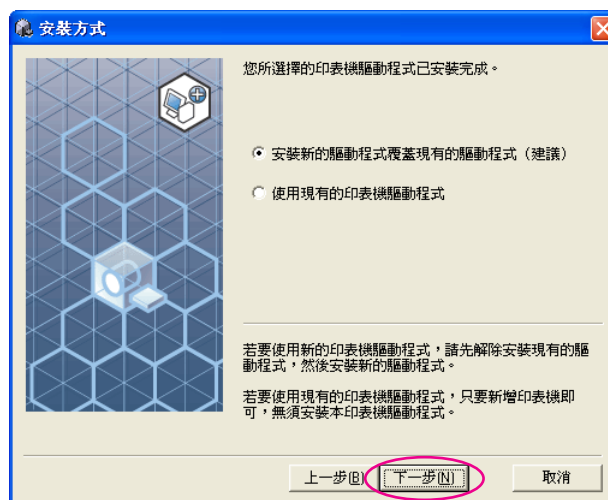 安裝方式
您所選擇的印表機驅動程式已安裝完成。
安裝新的驅動程式覆蓋現有的驅動程式（建議）
使用現有的印表機驅動程式
若要使用新的印表機驅動程式，請先解除安裝現有的驅
動程式，然後安裝新的驅動程式。
若要使用現有的印表機驅動程式，只要新增印表機即
可，無須安裝本印表機驅動程式。
上一步(B) 下一步(N) 取消